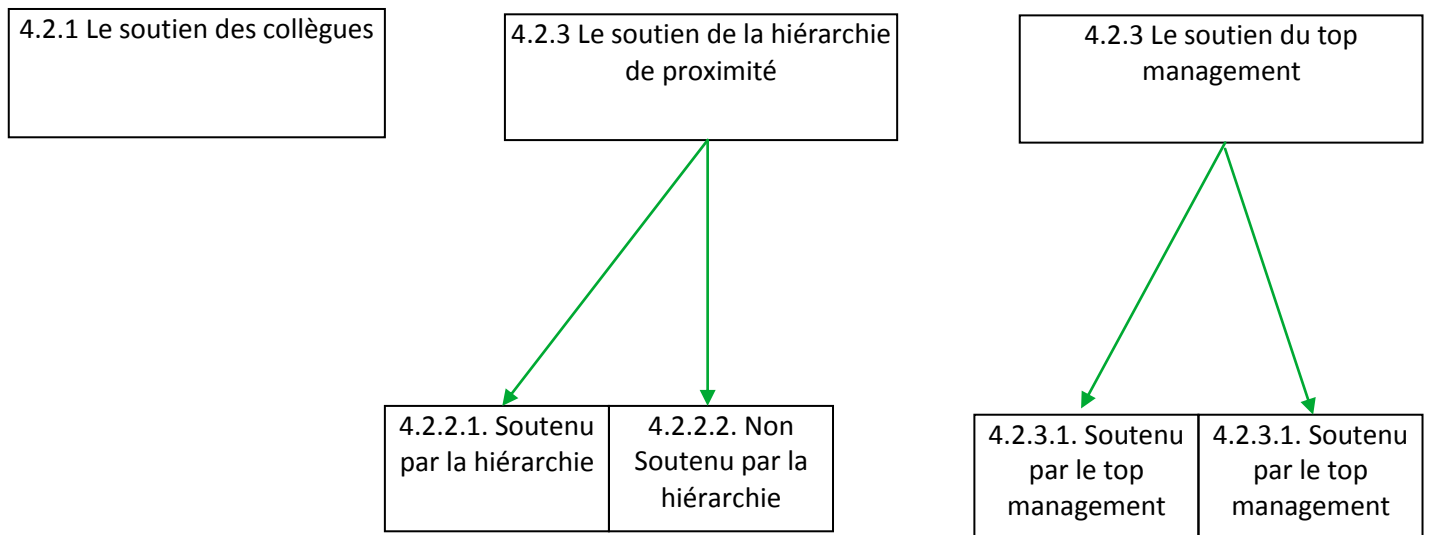 4.2.1 Le soutien des collègues
4.2.3 Le soutien de la hiérarchie
de proximité
4.2.3 Le soutien du top
management
4.2.2.1. Soutenu
par la hiérarchie
4.2.2.2. Non
Soutenu par la
hiérarchie
4.2.3.1. Soutenu
par le top
management
4.2.3.1. Soutenu
par le top
management